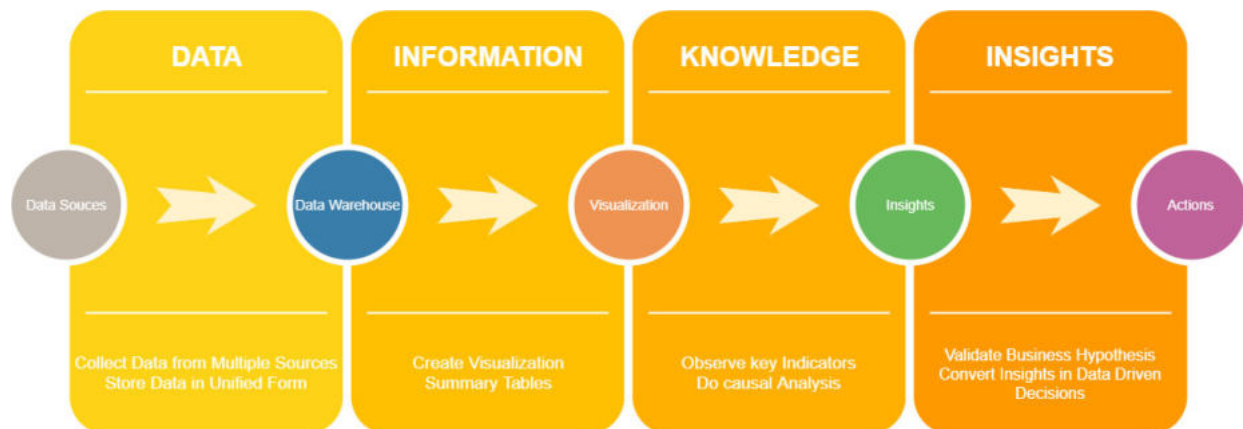 DATA
INFORMATION
KNOWLEDGE
INSIGHTS
Data Souces
Data Warehouse
Visualization
Insights
Actions
Collect Data from Multiple Sources
Store Data in Unified Form
Create Visualization
Summary Tables
Observe key Indicators
Do causal Analysis
Validate Business Hypothesis
Convert Insights in Data Driven
Decisions